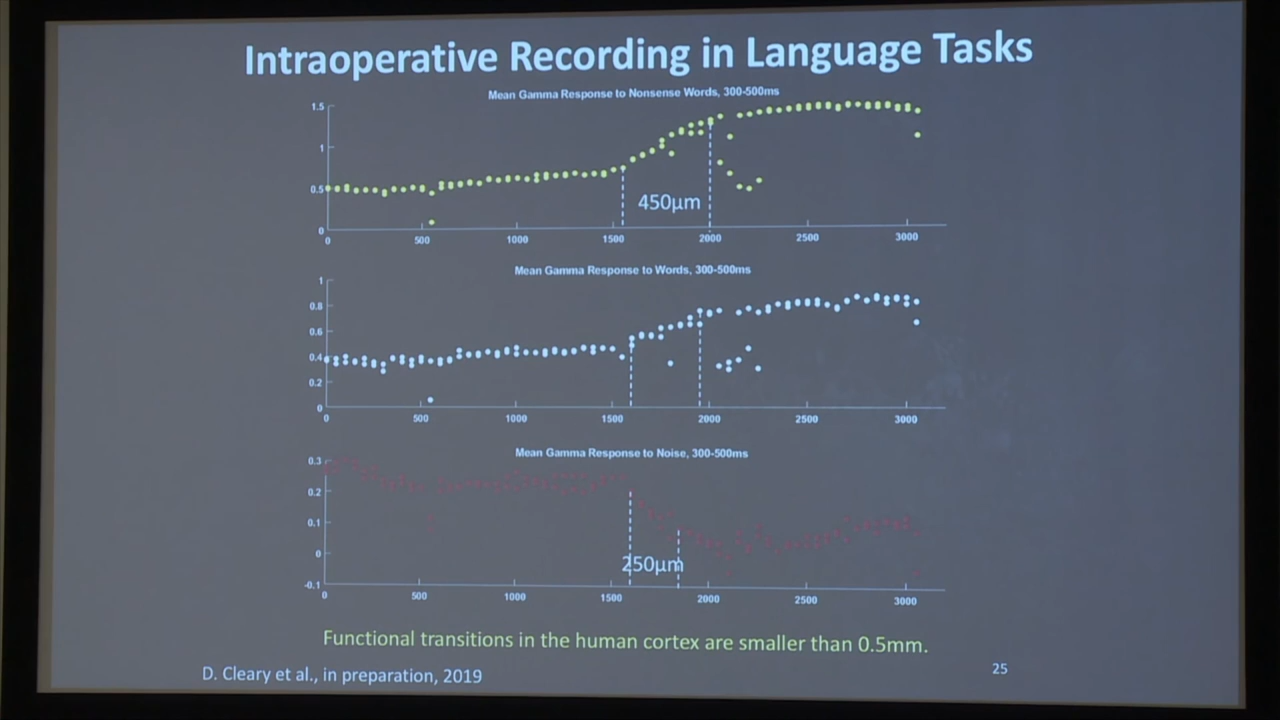 Intraoperative Recording in Language Tasks
Mean Gamma Response to Nonsense Words, 300-500ms
1.5
1
0.5
0
450µm
0 500 1000 1500 2000 2500 3000
Mean Gamma Response to Words, 300-500ms
1
0.8
0.6
0.4
0.2
0
0 500 1000 1500 2000 2500 3000
Mean Gamma Response to Noise, 300-500ms
0.3
0.2
0.1
0
-0.1
250µm
0 500 1000 1500 2000 2500 3000
Functional transitions in the human cortex are smaller than 0.5mm.
D. Cleary et al., in preparation, 2019
25